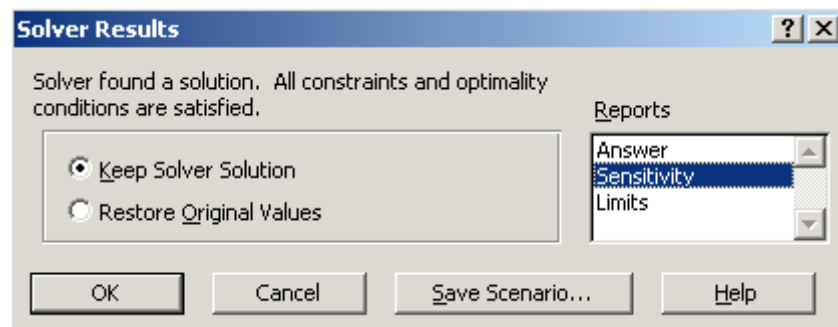 Solver Results
Solver found a solution.  All constraints and optimality
conditions are satisfied.
Keep Solver Solution
Restore Original Values
Reports
Answer
Sensitivity
Limits
OK
Cancel
Save Scenario...
Help